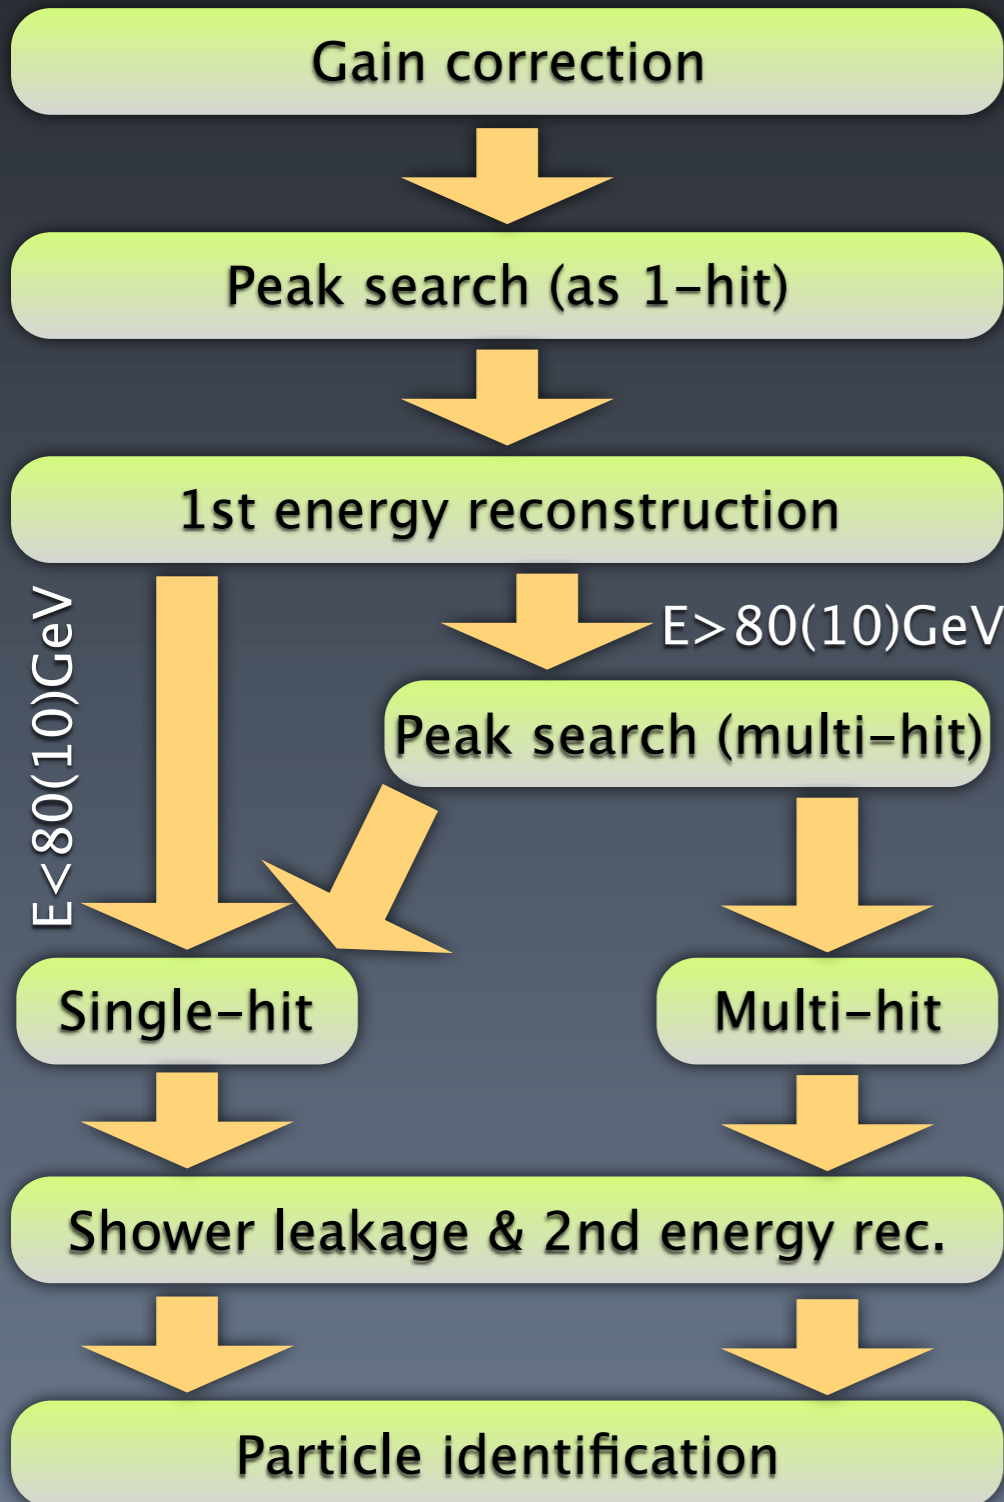 Gain correction
Peak search (as 1-hit)
1st energy reconstruction
E<80(10)GeV
E>80(10)GeV
Peak search (multi-hit)
Single-hit
Multi-hit
Shower leakage & 2nd energy rec.
Particle identification